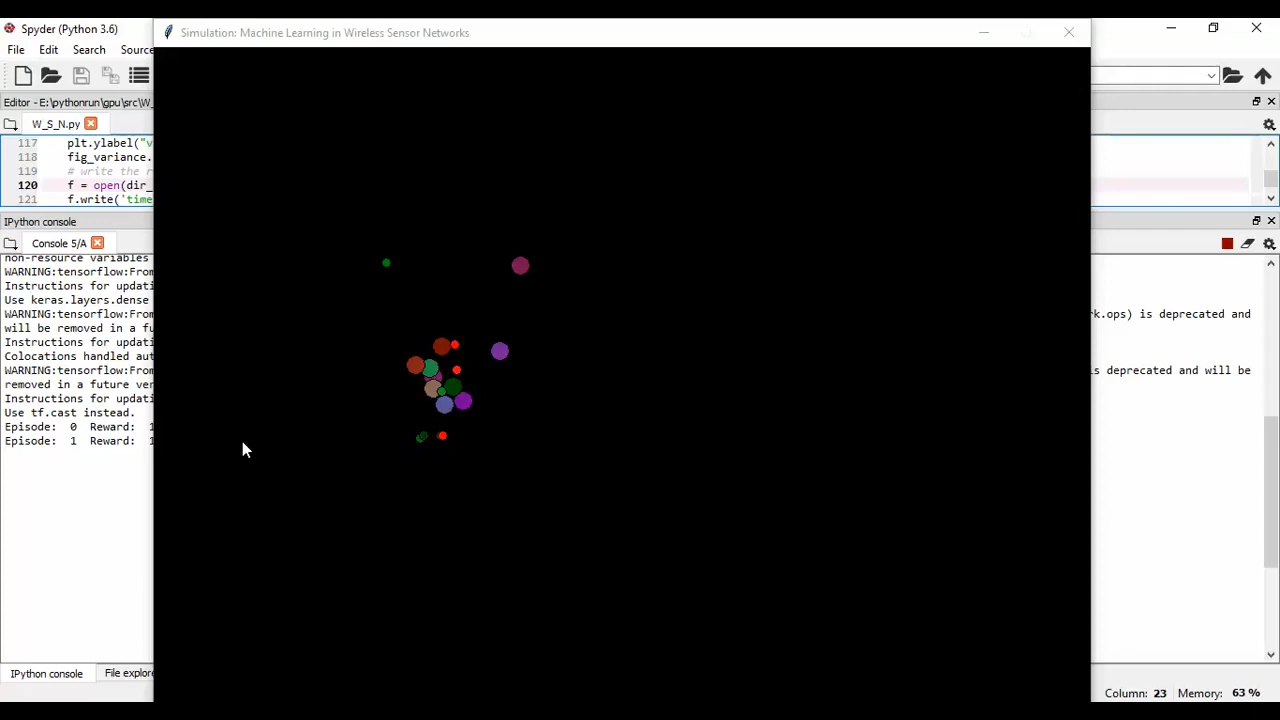 Spyder (Python 3.6)
Simulation: Machine Learning in Wireless Sensor Networks
File Edit Search Source
Editor - E:\pythonrun\gpu\src\W_
W_S_N.py
117 plt.ylabel("v
118 fig_variance.
119 # write the r
120 f = open(dir_
121 f.write('time
IPython console
Console 5/A
non-resource variables
WARNING:tensorflow:From
Instructions for updati
Use keras.layers.dense
WARNING:tensorflow:From rk.ops) is deprecated and
will be removed in a fu
Instructions for updati
Colocations handled aut
WARNING:tensorflow:From s deprecated and will be
removed in a future ver
Instructions for updati
Use tf.cast instead.
Episode: 0 Reward: 1
Episode: 1 Reward: 1
IPython console File explore
Column: 23 Memory: 63 %